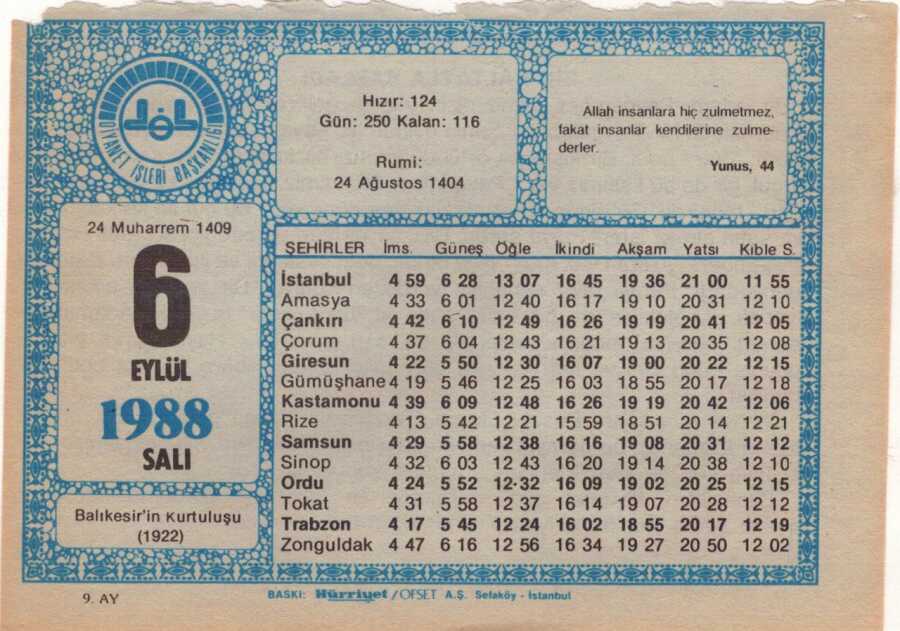 DİYANET İŞLERİ BAŞKANLIĞI
Hızır: 124
Gün: 250 Kalan: 116
Rumi:
24 Ağustos 1404
Allah insanlara hiç zulmetmez,
fakat insanlar kendilerine zulme-
derler.
Yunus, 44
24 Muharrem 1409
6
EYLÜL
1988
SALI
Balıkesir'in Kurtuluşu
(1922)
ŞEHİRLER İms. Güneş Öğle İkindi Akşam Yatsı Kıble S.
İstanbul 4 59 6 28 13 07 16 45 19 36 21 00 11 55
Amasya 4 33 6 01 12 40 16 17 19 10 20 31 12 10
Çankırı 4 42 6 10 12 49 16 26 19 19 20 41 12 05
Çorum 4 37 6 04 12 43 16 21 19 13 20 35 12 08
Giresun 4 22 5 50 12 30 16 07 19 00 20 22 12 15
Gümüşhane 4 19 5 46 12 25 16 03 18 55 20 17 12 18
Kastamonu 4 39 6 09 12 48 16 26 19 19 20 42 12 06
Rize 4 13 5 42 12 21 15 59 18 51 20 14 12 21
Samsun 4 29 5 58 12 38 16 16 19 08 20 31 12 12
Sinop 4 32 6 03 12 43 16 20 19 14 20 38 12 10
Ordu 4 24 5 52 12·32 16 09 19 02 20 25 12 15
Tokat 4 31 5 58 12 37 16 14 19 07 20 28 12 12
Trabzon 4 17 5 45 12 24 16 02 18 55 20 17 12 19
Zonguldak 4 47 6 16 12 56 16 34 19 27 20 50 12 02
9. AY
BASKI: Hürriyet / OFSET A.Ş. Sefaköy - İstanbul